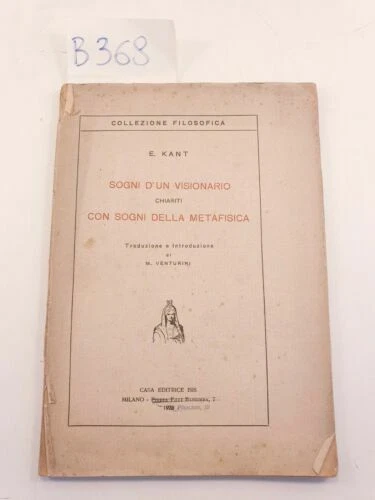 B 368
COLLEZIONE FILOSOFICA
E. KANT
SOGNI D'UN VISIONARIO
CHIARITI
CON SOGNI DELLA METAFISICA
Traduzione e Introduzione
di
M. VENTURINI
CASA EDITRICE ISIS
MILANO -